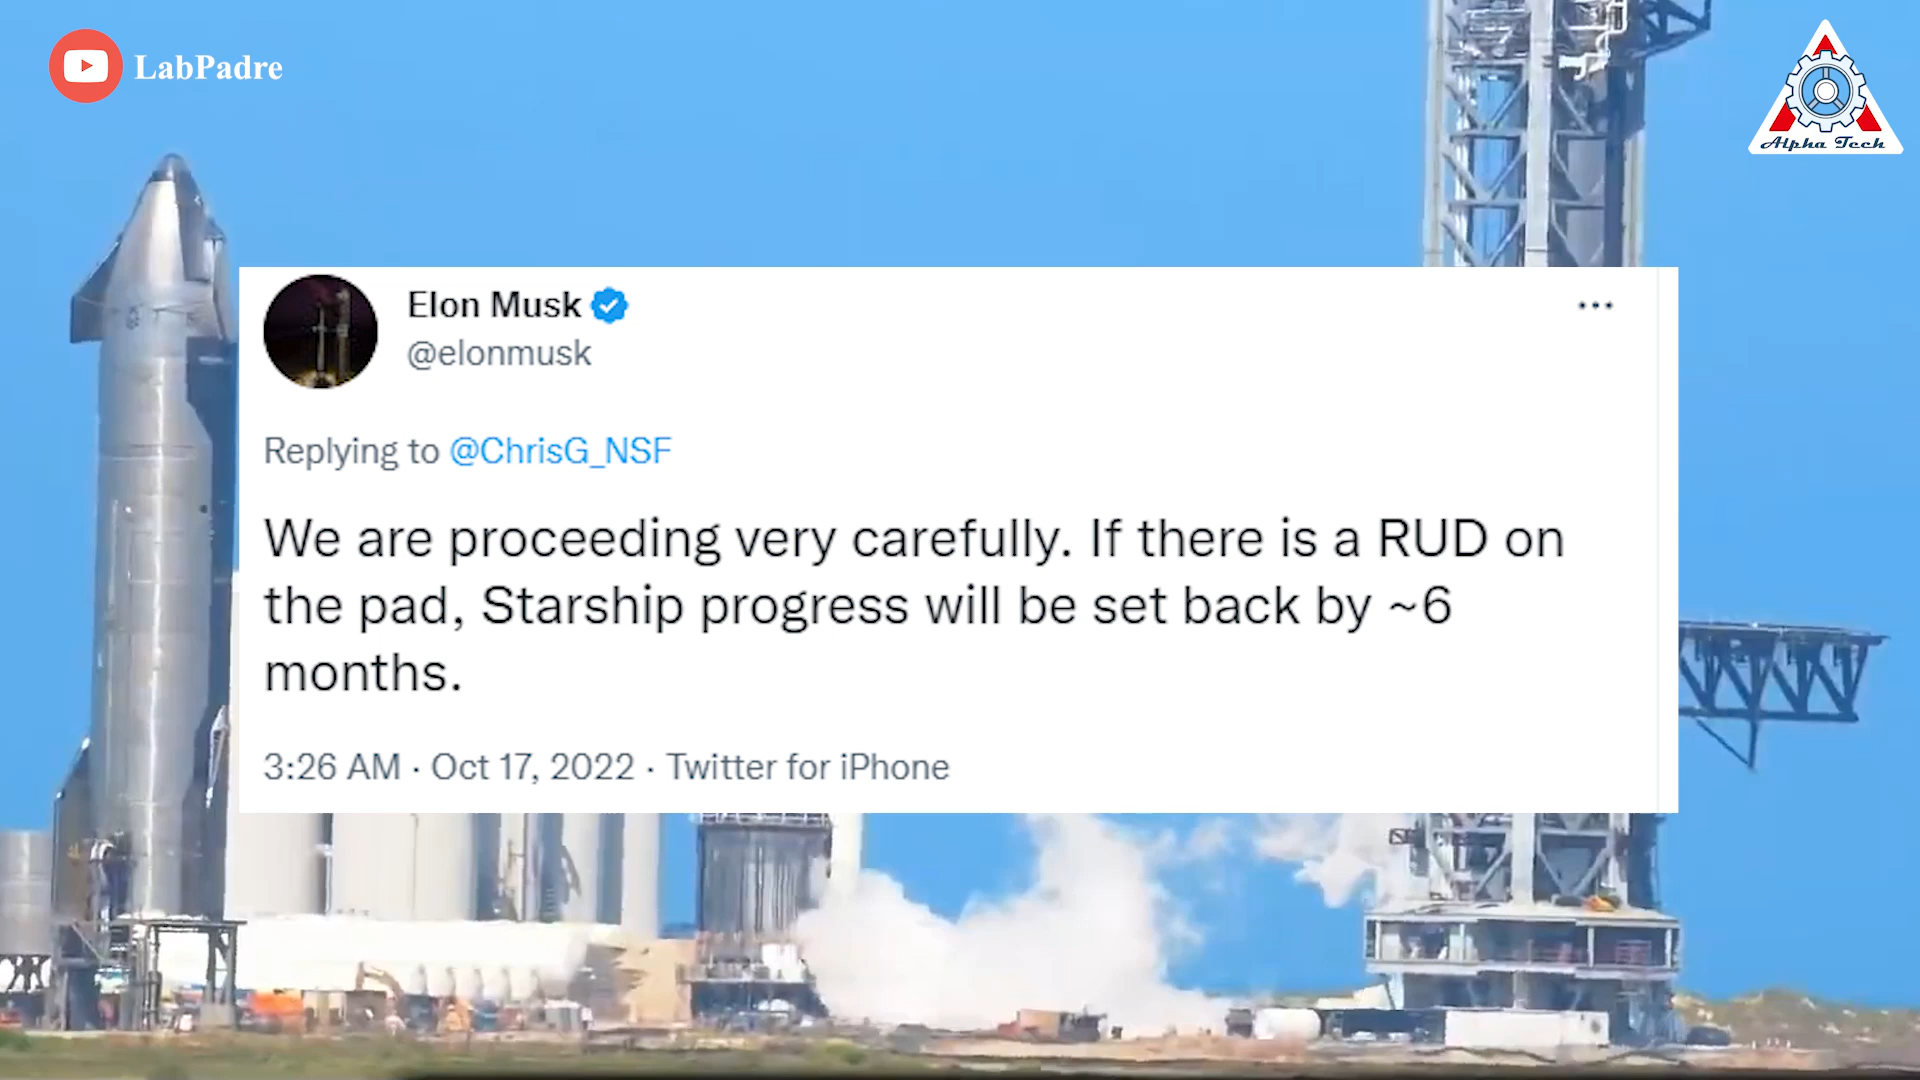 LabPadre
Alpha Tech
Elon Musk
@elonmusk
Replying to @ChrisG_NSF
We are proceeding very carefully. If there is a RUD on
the pad, Starship progress will be set back by ~6
months.
3:26 AM · Oct 17, 2022 · Twitter for iPhone